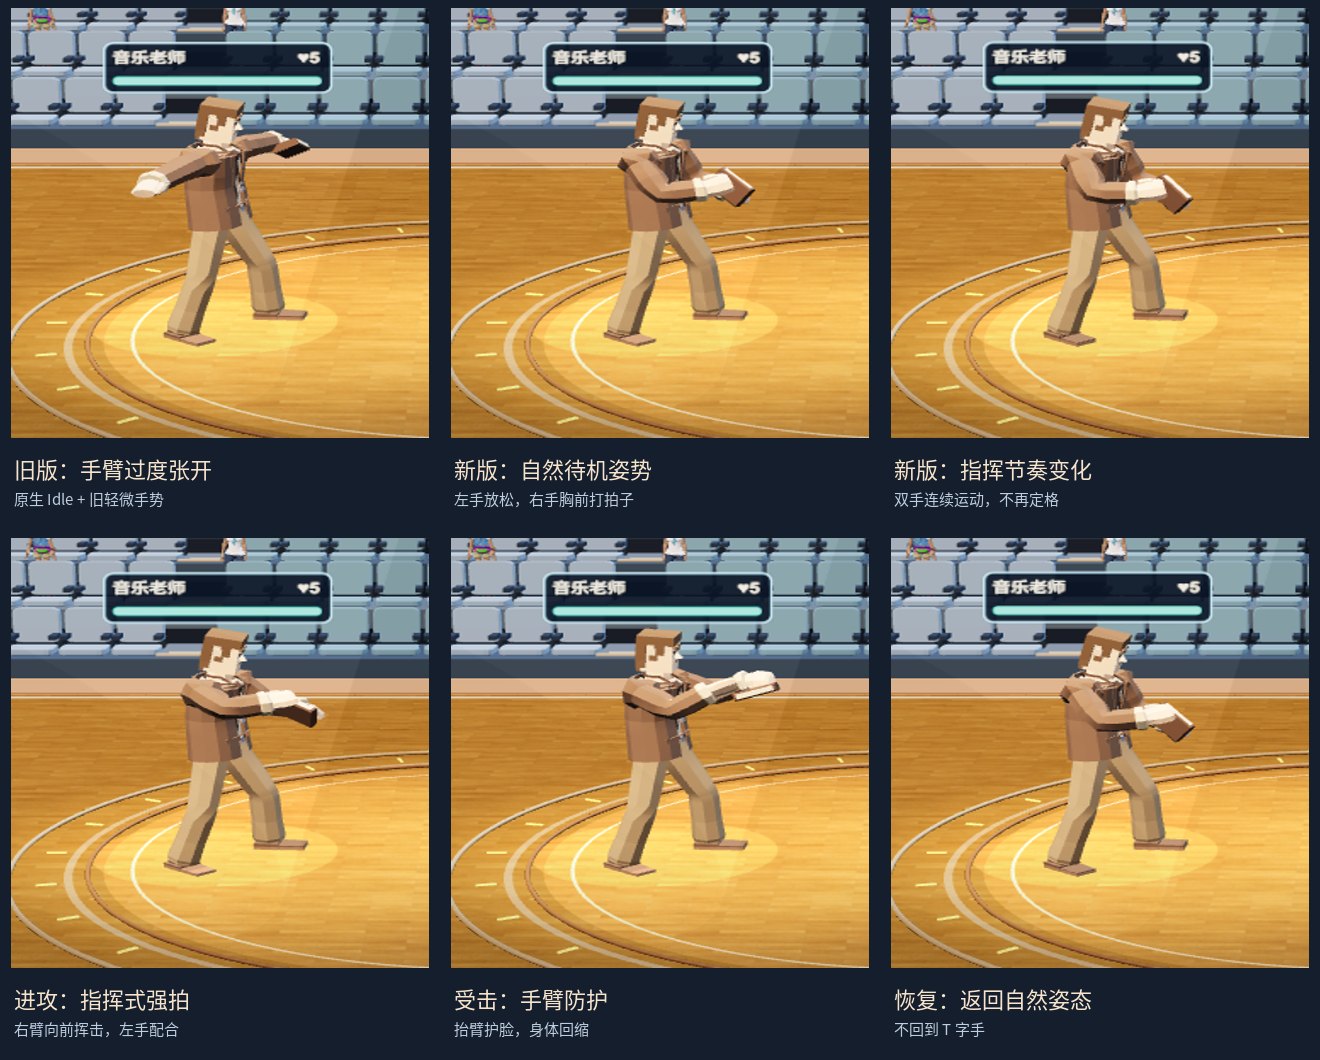 音乐老师 ♥5
音乐老师 ♥5
音乐老师 ♥5
旧版：手臂过度张开
原生 Idle + 旧轻微手势
新版：自然待机姿势
左手放松，右手胸前打拍子
新版：指挥节奏变化
双手连续运动，不再定格
音乐老师 ♥5
音乐老师 ♥5
音乐老师 ♥5
进攻：指挥式强拍
右臂向前挥击，左手配合
受击：手臂防护
抬臂护脸，身体回缩
恢复：返回自然姿态
不回到 T 字手